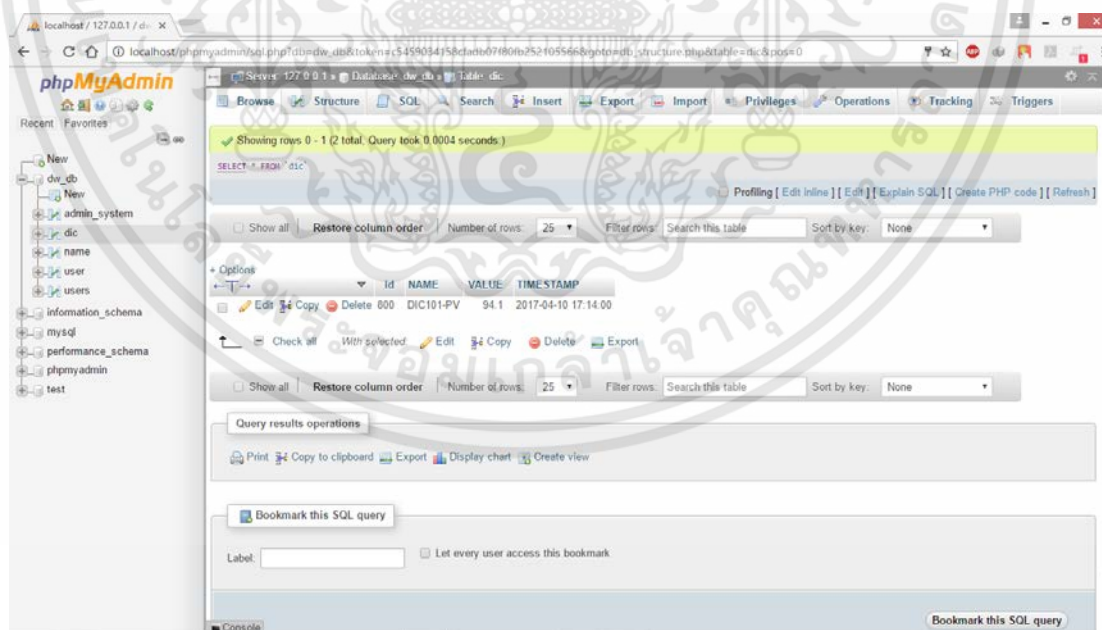 localhost / 127.0.0.1 / d
localhost/phpmyadmin/sql.php?db=dw_db&token=c5459034158cfadb07f80fb2521055668&goto=db_structure.php&table=dic&pos=0
phpMyAdmin
Recent Favorites
New
dw_db
New
admin_system
dic
name
user
users
information_schema
mysql
performance_schema
phpmyadmin
test
Server: 127.0.0.1 » Database: dw_db » Table: dic
Browse Structure SQL Search Insert Export Import Privileges Operations Tracking Triggers
Showing rows 0 - 1 (2 total, Query took 0.0004 seconds.)
SELECT * FROM `dic`
Profiling [ Edit inline ] [ Edit ] [ Explain SQL ] [ Create PHP code ] [ Refresh ]
Show all Restore column order Number of rows: 25 Filter rows: Search this table Sort by key: None
+ Options
Id NAME VALUE TIMESTAMP
Edit Copy Delete 800 DIC101-PV 94.1 2017-04-10 17:14:00
Check all With selected: Edit Copy Delete Export
Show all Restore column order Number of rows: 25 Filter rows: Search this table Sort by key: None
Query results operations
Print Copy to clipboard Export Display chart Create view
Bookmark this SQL query
Label: Let every user access this bookmark
Bookmark this SQL query
Console